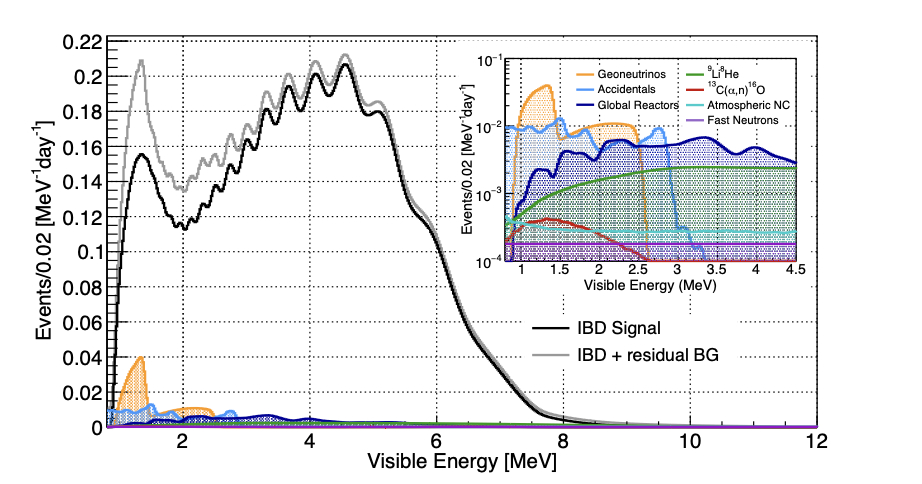 0.22
0.2
0.18
0.16
0.14
0.12
0.1
0.08
0.06
0.04
0.02
0
Events/0.02 [MeV⁻¹day⁻¹]
2 4 6 8 10 12
Visible Energy [MeV]
10⁻¹
10⁻²
10⁻³
10⁻⁴
Events/0.02 [MeV⁻¹day⁻¹]
Geoneutrinos
Accidentals
Global Reactors
⁹Li⁸He
¹³C(α,n)¹⁶O
Atmospheric NC
Fast Neutrons
1 1.5 2 2.5 3 3.5 4 4.5
Visible Energy (MeV)
IBD Signal
IBD + residual BG